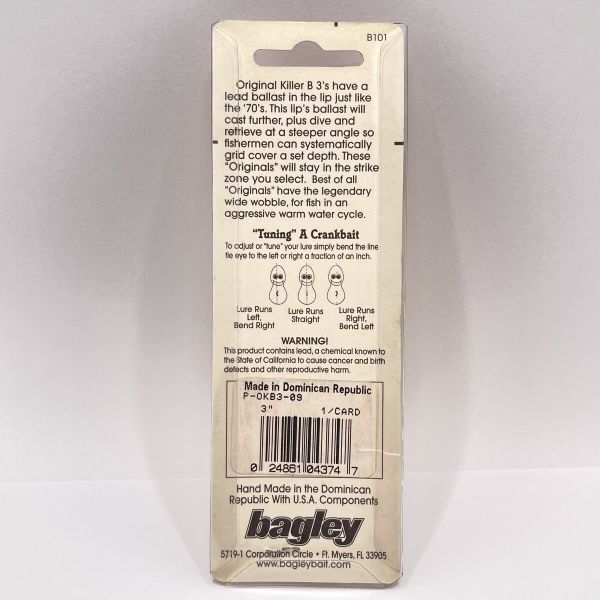 B101
Original Killer B 3's have a
lead ballast in the lip just like
the '70's. This lip's ballast will
cast further, plus dive and
retrieve at a steeper angle so
fishermen can systematically
grid cover a set depth. These
"Originals" will stay in the strike
zone you select. Best of all
"Originals" have the legendary
wide wobble, for fish in an
aggressive warm water cycle.
"Tuning" A Crankbait
To adjust or "tune" your lure simply bend the line
tie eye to the left or right a fraction of an inch.
Lure Runs Left, Bend Right
Lure Runs Straight
Lure Runs Right, Bend Left
WARNING!
This product contains lead, a chemical known to
the State of California to cause cancer and birth
defects and other reproductive harm.
Made in Dominican Republic
P-OKB3-09
3" 1/CARD
0 24861 04374 7
Hand Made in the Dominican
Republic With U.S.A. Components
bagley
5719-1 Corporation Circle • Ft. Myers, FL 33905
www.bagleybait.com